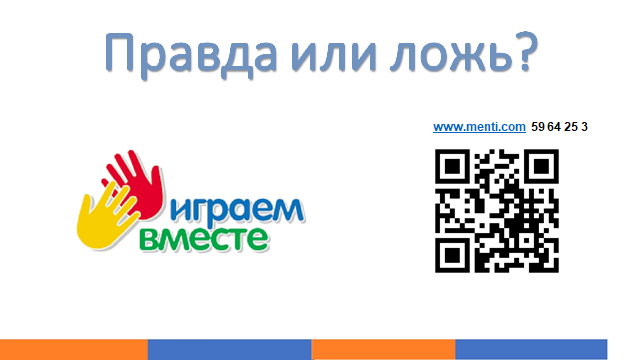 Правда или ложь?
www.menti.com 59 64 25 3
играем
вместе